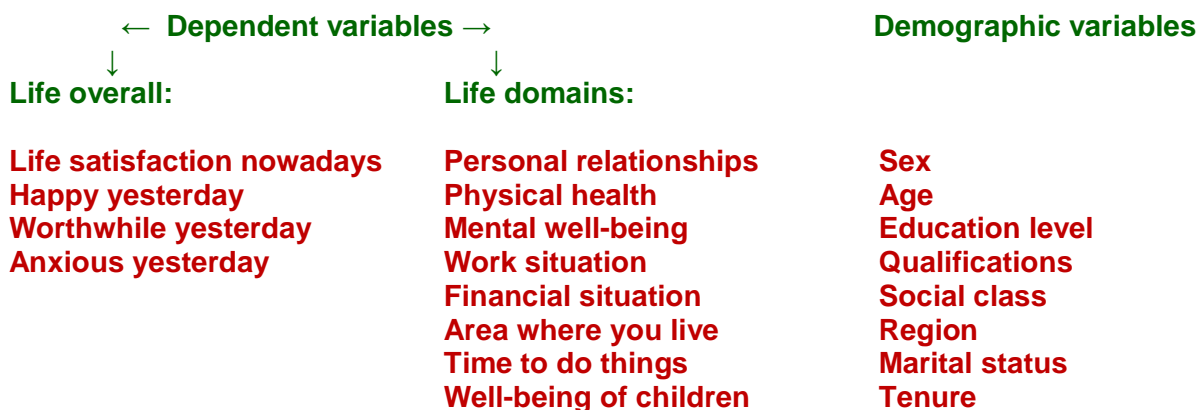 ← Dependent variables → Demographic variables
↓ ↓
Life overall: Life domains:
Life satisfaction nowadays Personal relationships Sex
Happy yesterday Physical health Age
Worthwhile yesterday Mental well-being Education level
Anxious yesterday Work situation Qualifications
Financial situation Social class
Area where you live Region
Time to do things Marital status
Well-being of children Tenure